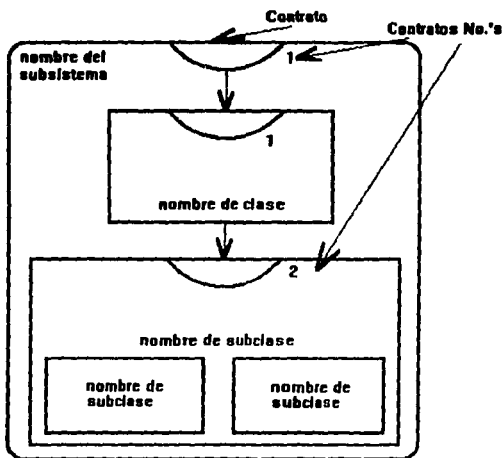 Contrato
Contratos No.'s
nombre del
subsistema
1
1
nombre de clase
2
nombre de subclase
nombre de
subclase
nombre de
subclase